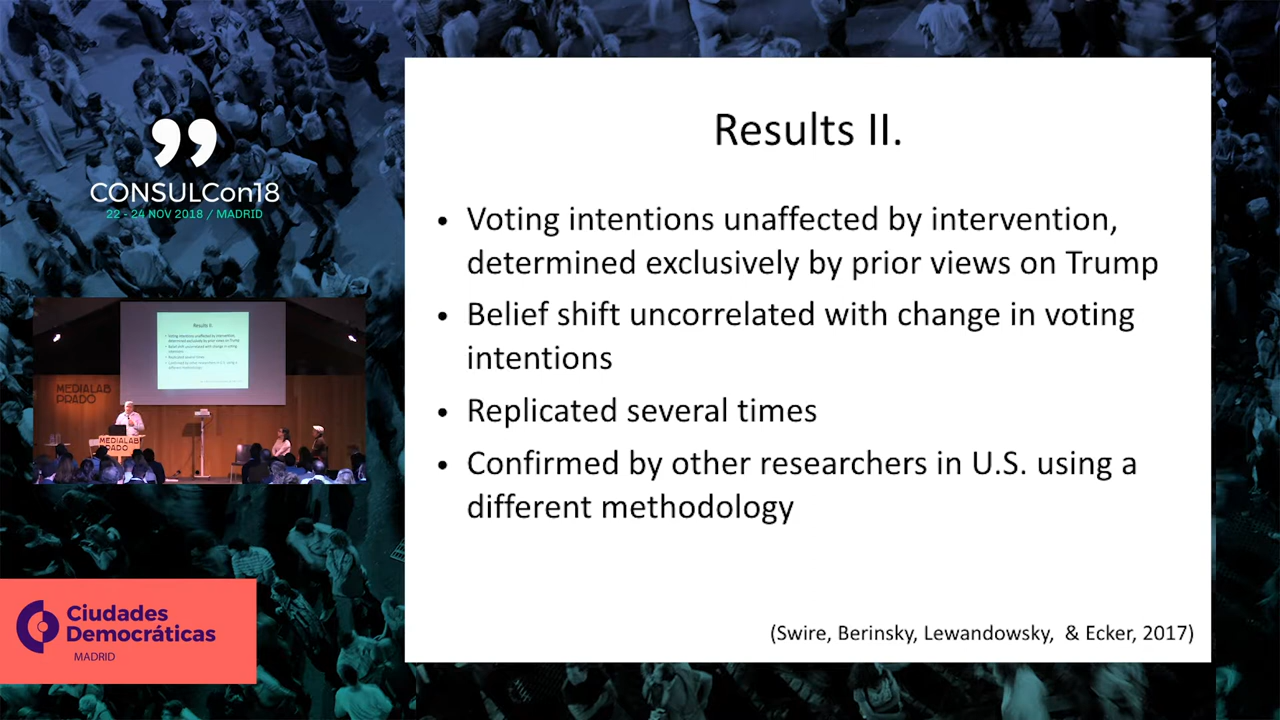 CONSULCon18
22 - 24 NOV 2018 / MADRID
MEDIALAB
PRADO
MEDIALAB
PRADO
Ciudades
Democráticas
MADRID
Results II.
• Voting intentions unaffected by intervention,
determined exclusively by prior views on Trump
• Belief shift uncorrelated with change in voting
intentions
• Replicated several times
• Confirmed by other researchers in U.S. using a
different methodology
(Swire, Berinsky, Lewandowsky, & Ecker, 2017)